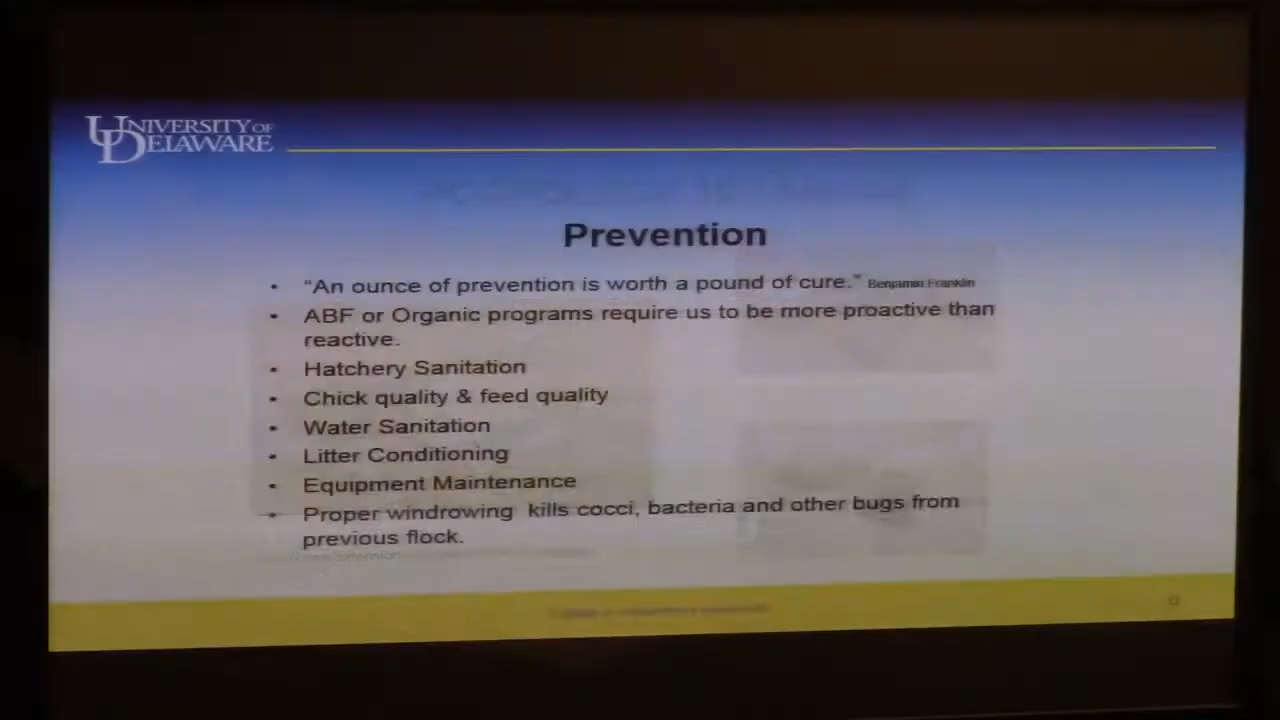 UNIVERSITY OF
DELAWARE
Prevention
• "An ounce of prevention is worth a pound of cure." Benjamin Franklin
• ABF or Organic programs require us to be more proactive than
reactive.
• Hatchery Sanitation
• Chick quality & feed quality
• Water Sanitation
• Litter Conditioning
• Equipment Maintenance
• Proper windrowing kills cocci, bacteria and other bugs from
previous flock.